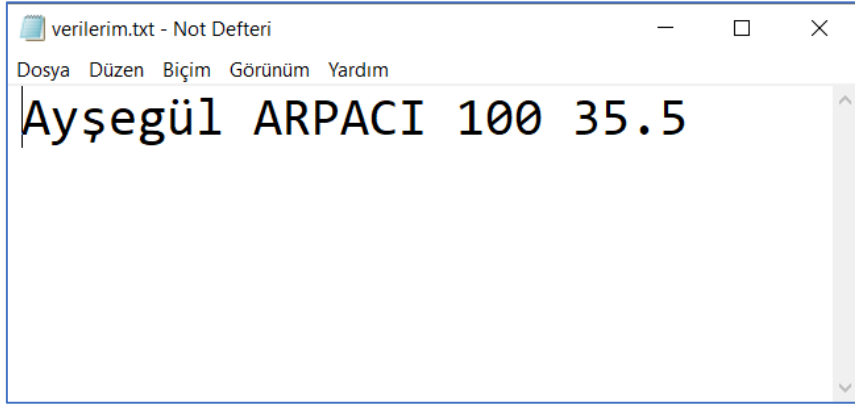 verilerim.txt - Not Defteri
Dosya Düzen Biçim Görünüm Yardım
Ayşegül ARPACI 100 35.5